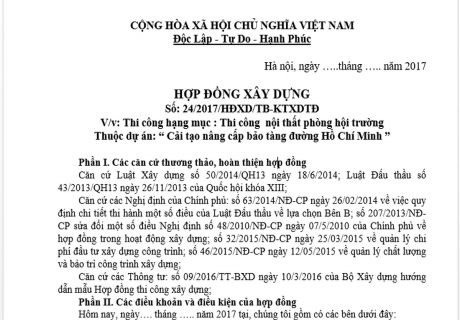 CỘNG HÒA XÃ HỘI CHỦ NGHĨA VIỆT NAM
Độc Lập - Tự Do - Hạnh Phúc
Hà nội, ngày .....tháng ..... năm 2017
HỢP ĐỒNG XÂY DỰNG
Số: 24/2017/HĐXD/TB-KTXDTĐ
V/v: Thi công hạng mục : Thi công nội thất phòng hội trường
Thuộc dự án: “ Cải tạo nâng cấp bảo tàng đường Hồ Chí Minh ”
Phần I. Các căn cứ thương thảo, hoàn thiện hợp đồng
Căn cứ Luật Xây dựng số 50/2014/QH13 ngày 18/6/2014; Luật Đấu thầu số
43/2013/QH13 ngày 26/11/2013 của Quốc hội khóa XIII;
Căn cứ các Nghị định của Chính phủ: số 63/2014/NĐ-CP ngày 26/02/2014 về việc quy
định chi tiết thi hành một số điều của Luật Đấu thầu về lựa chọn Bên B; số 207/2013/NĐ-
CP sửa đổi một số điều Nghị định số 48/2010/NĐ-CP ngày 07/5/2010 của Chính phủ về
hợp đồng trong hoạt động xây dựng; số 32/2015/NĐ-CP ngày 25/03/2015 về quản lý chi
phí đầu tư xây dựng công trình; số 46/2015/NĐ-CP ngày 12/05/2015 về quản lý chất lượng
và bảo trì công trình xây dựng;
Căn cứ các Thông tư: số 09/2016/TT-BXD ngày 10/3/2016 của Bộ Xây dựng hướng
dẫn mẫu Hợp đồng thi công xây dựng;
Phần II. Các điều khoản và điều kiện của hợp đồng
Hôm nay, ngày…. tháng ..... năm 2017 tại, chúng tôi gồm có các bên dưới đây: